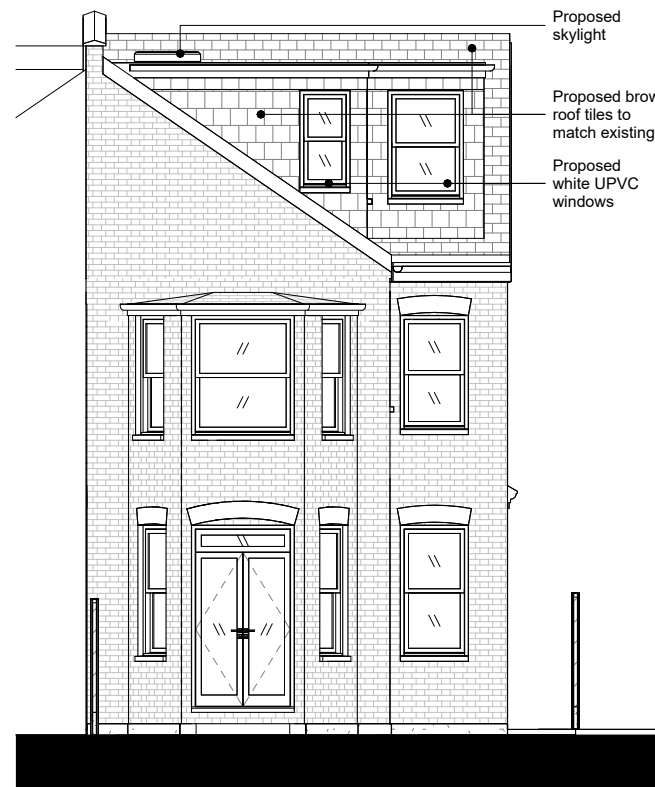 Proposed
skylight
Proposed brow
roof tiles to
match existing
Proposed
white UPVC
windows